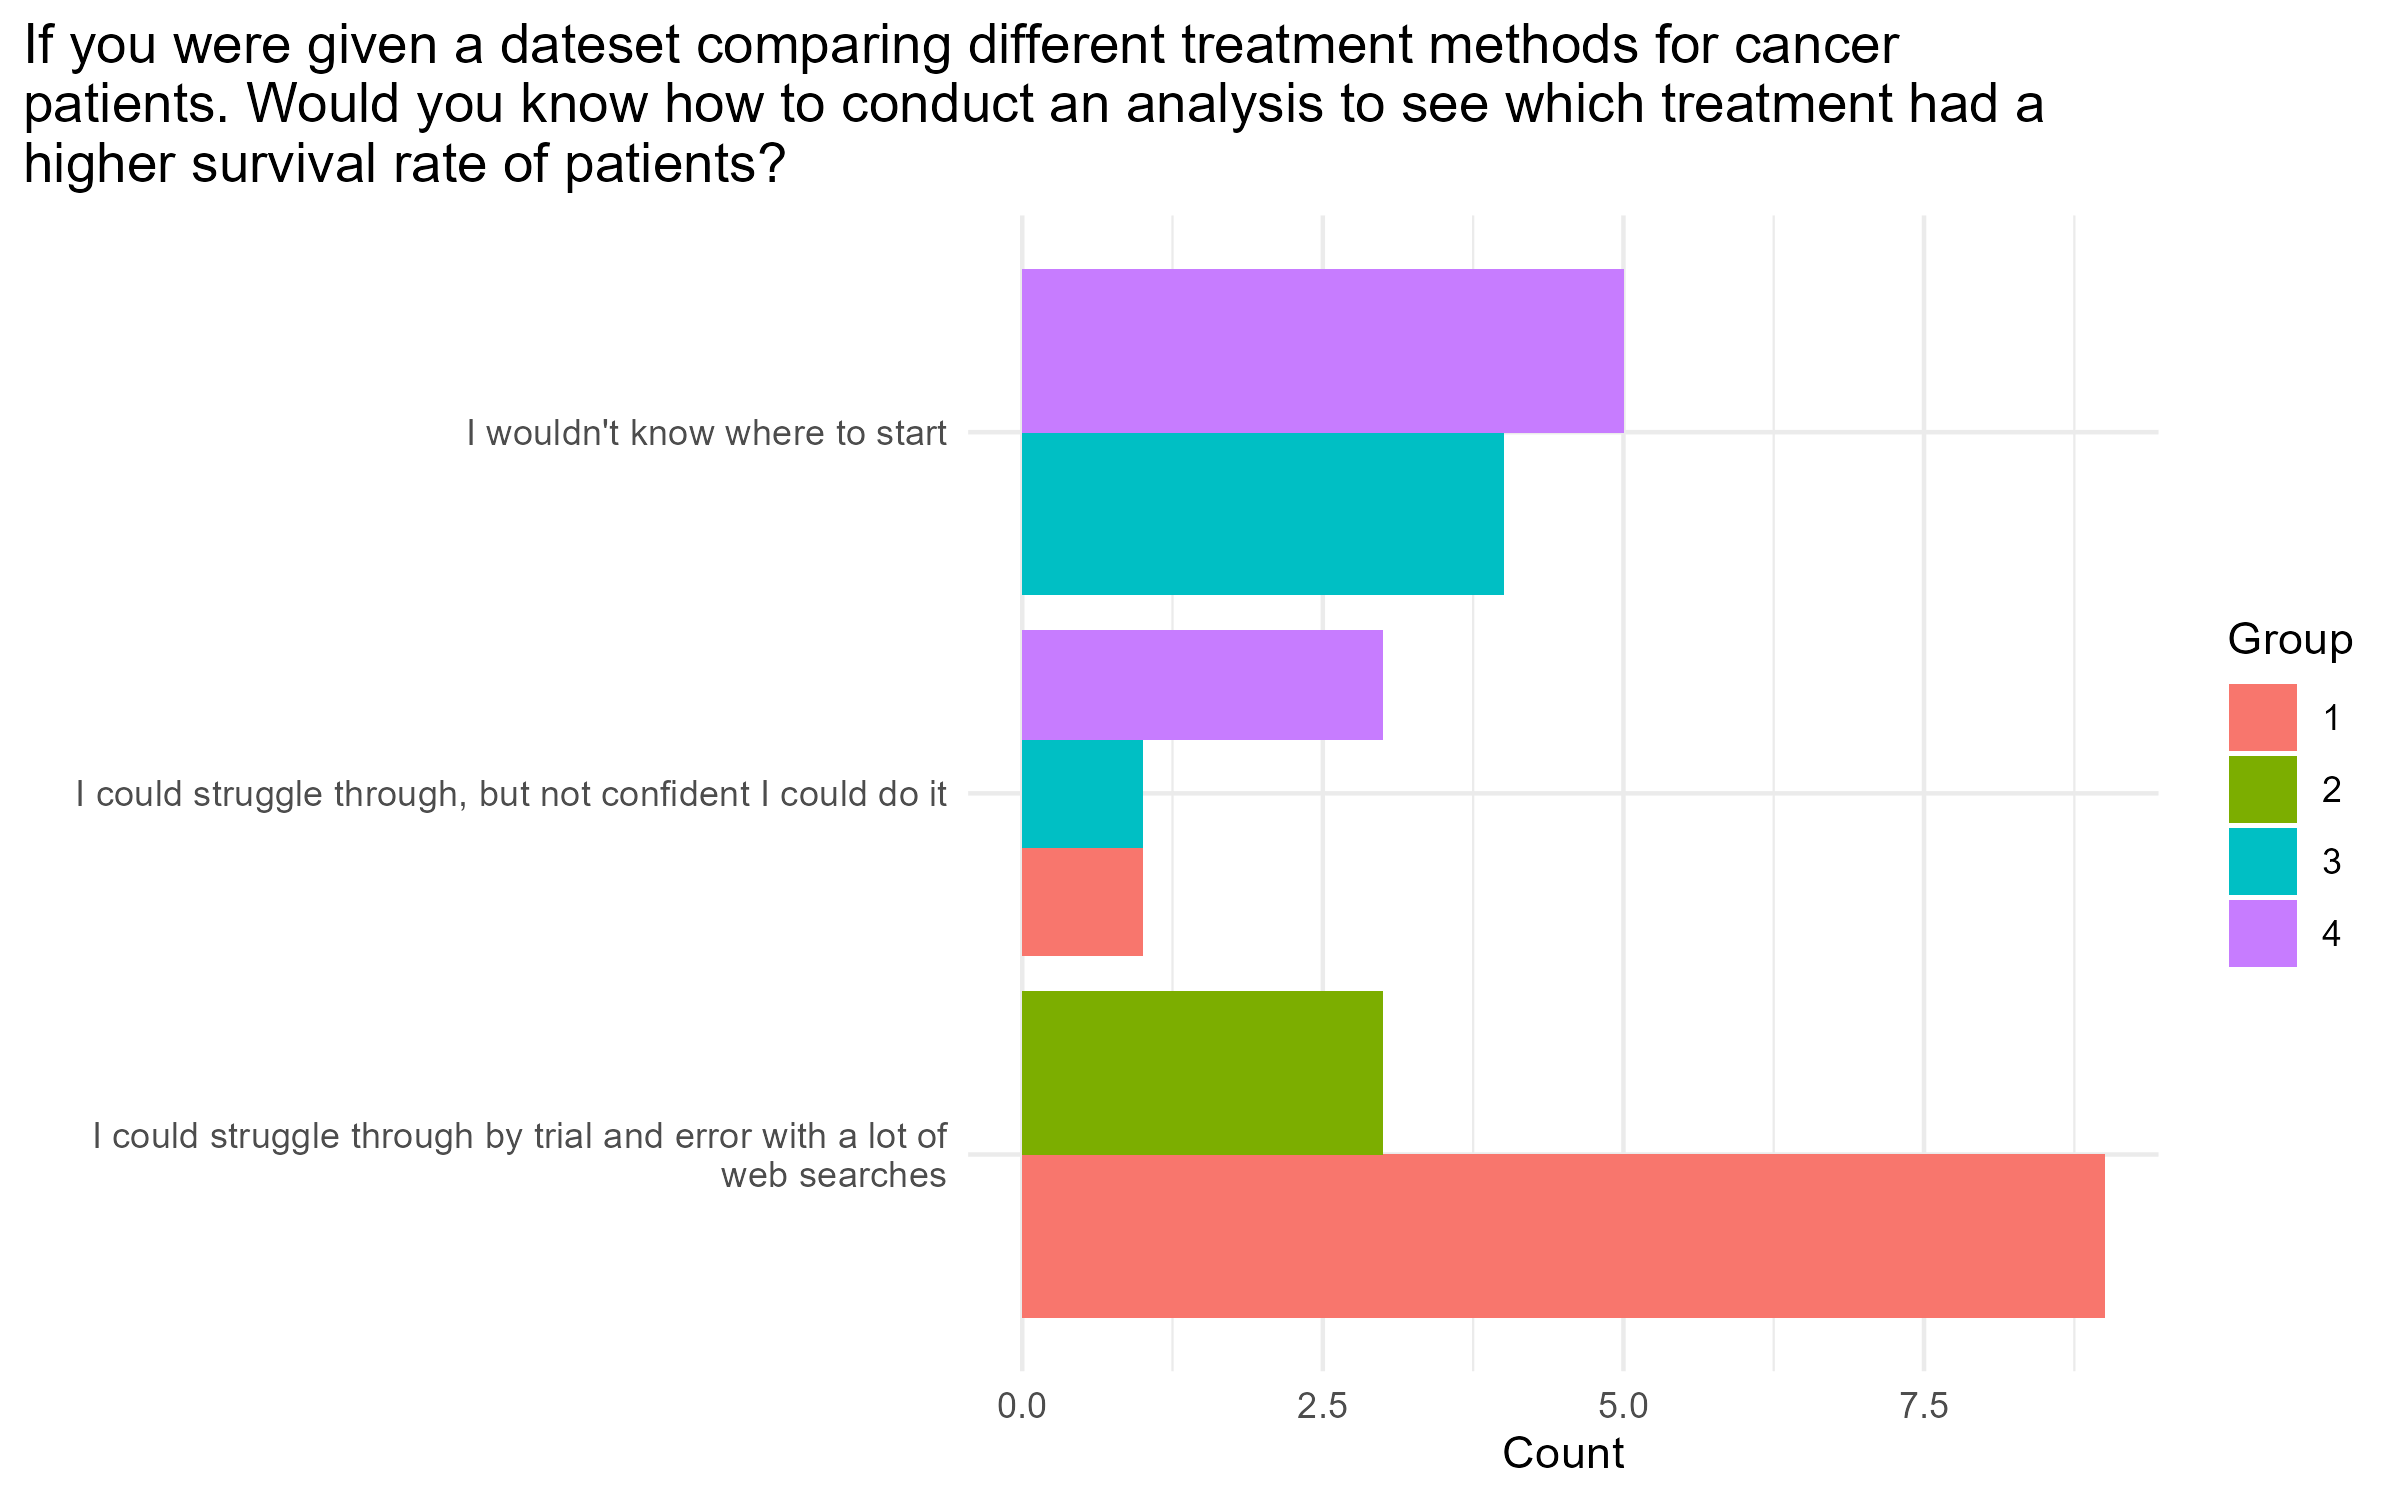 If you were given a dateset comparing different treatment methods for cancer
patients. Would you know how to conduct an analysis to see which treatment had a
higher survival rate of patients?
I wouldn't know where to start
I could struggle through, but not confident I could do it
I could struggle through by trial and error with a lot of
web searches
0.0
2.5
5.0
7.5
Count
Group
1
2
3
4